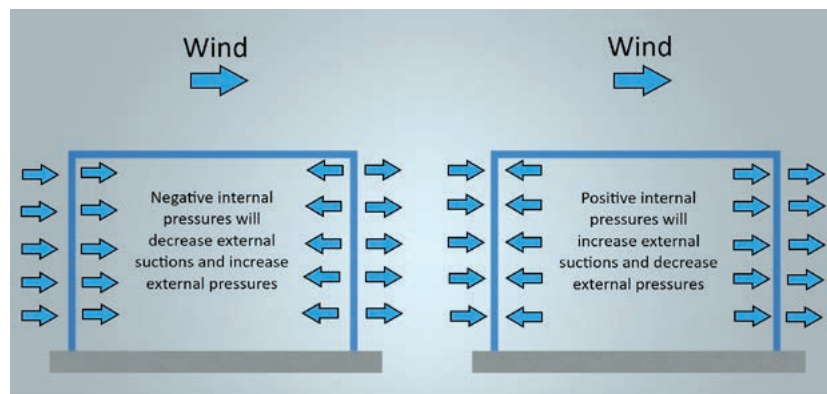 Wind
Wind
Negative internal
pressures will
decrease external
suctions and increase
external pressures
Positive internal
pressures will
increase external
suctions and decrease
external pressures